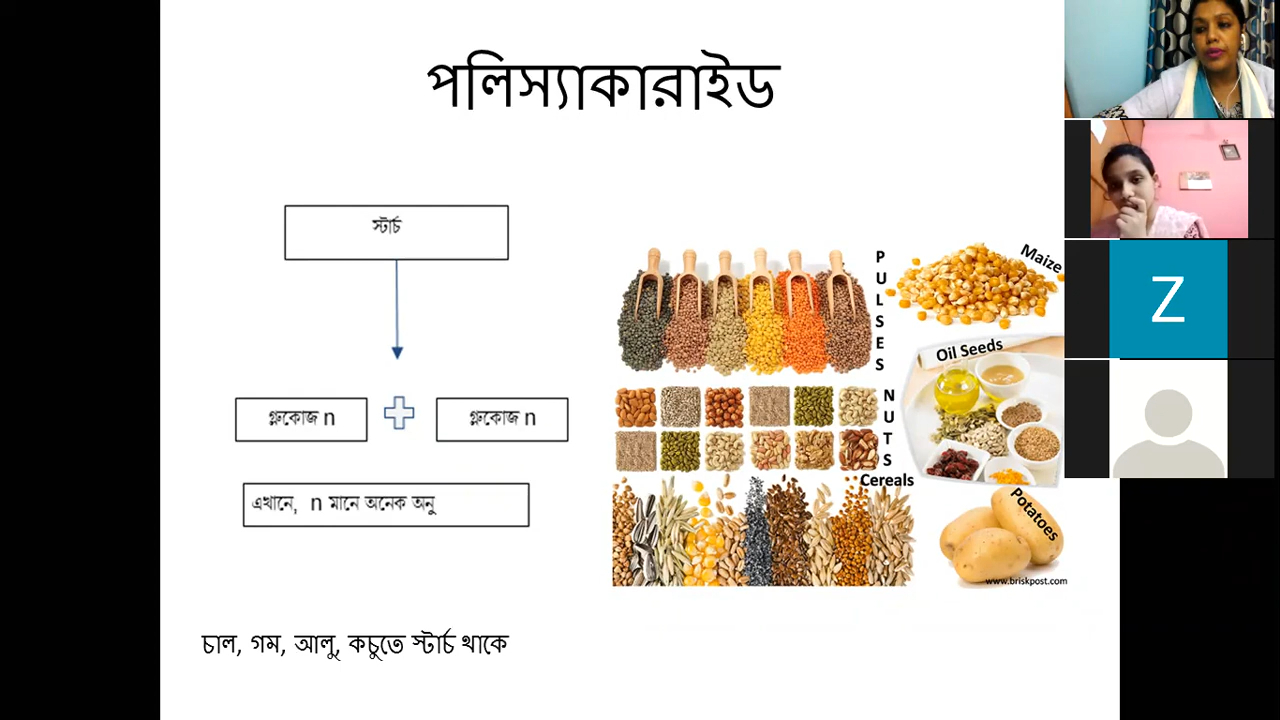 পলিস্যাকারাইড
স্টার্চ
গ্লুকোজ n
গ্লুকোজ n
এখানে, n মানে অনেক অনু
চাল, গম, আলু, কচুতে স্টার্চ থাকে
PULSES
Maize
Oil Seeds
NUTS
Cereals
Potatoes
www.briskpost.com
Z